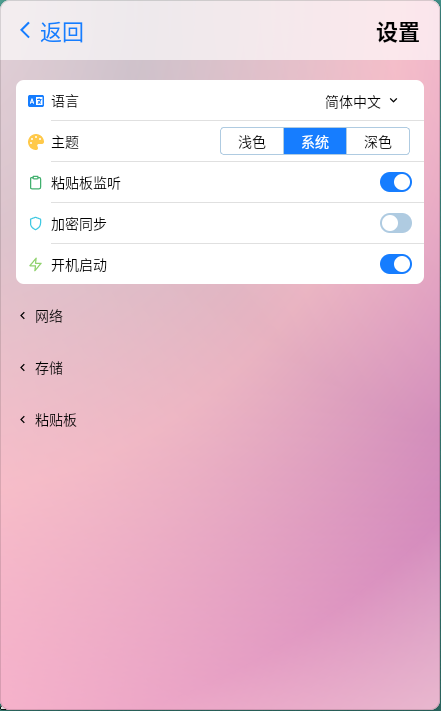 返回 设置
语言 简体中文
主题 浅色 系统 深色
粘贴板监听
加密同步
开机启动
网络
存储
粘贴板